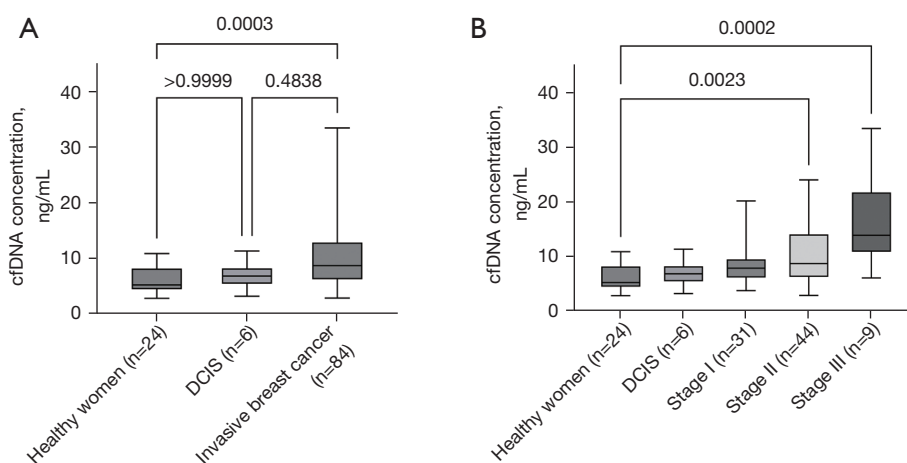 A
0.0003
>0.9999
0.4838
cfDNA concentration,
ng/mL
40
30
20
10
0
Healthy women (n=24)
DCIS (n=6)
Invasive breast cancer
(n=84)
B
0.0002
0.0023
cfDNA concentration,
ng/mL
40
30
20
10
0
Healthy women (n=24)
DCIS (n=6)
Stage I (n=31)
Stage II (n=44)
Stage III (n=9)